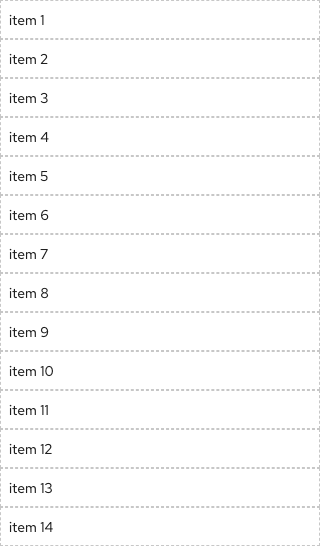 item 1
item 2
item 3
item 4
item 5
item 6
item 7
item 8
item 9
item 10
item 11
item 12
item 13
item 14